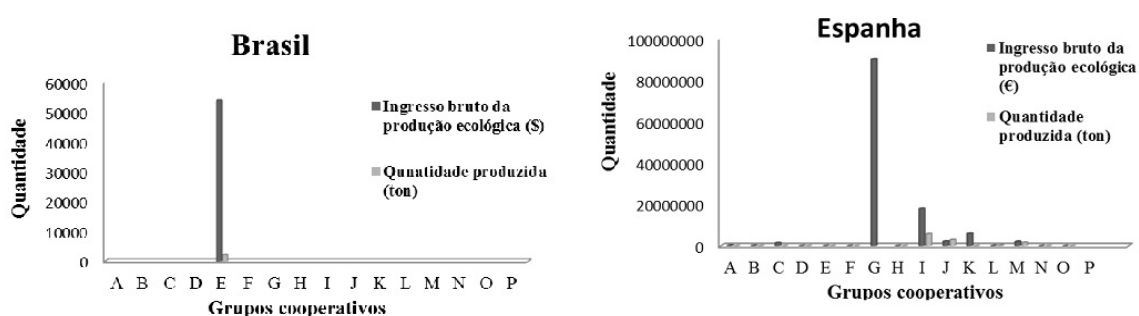 Brasil
Quantidade
60000
50000
40000
30000
20000
10000
0
A B C D E F G H I J K L M N O P
Grupos cooperativos
Ingresso bruto da
produção ecológica ($)
Qunatidade produzida
(ton)
Espanha
Quantidade
100000000
80000000
60000000
40000000
20000000
0
A B C D E F G H I J K L M N O P
Grupos cooperativos
Ingresso bruto da
produção ecológica
(€)
Quantidade
produzida (ton)